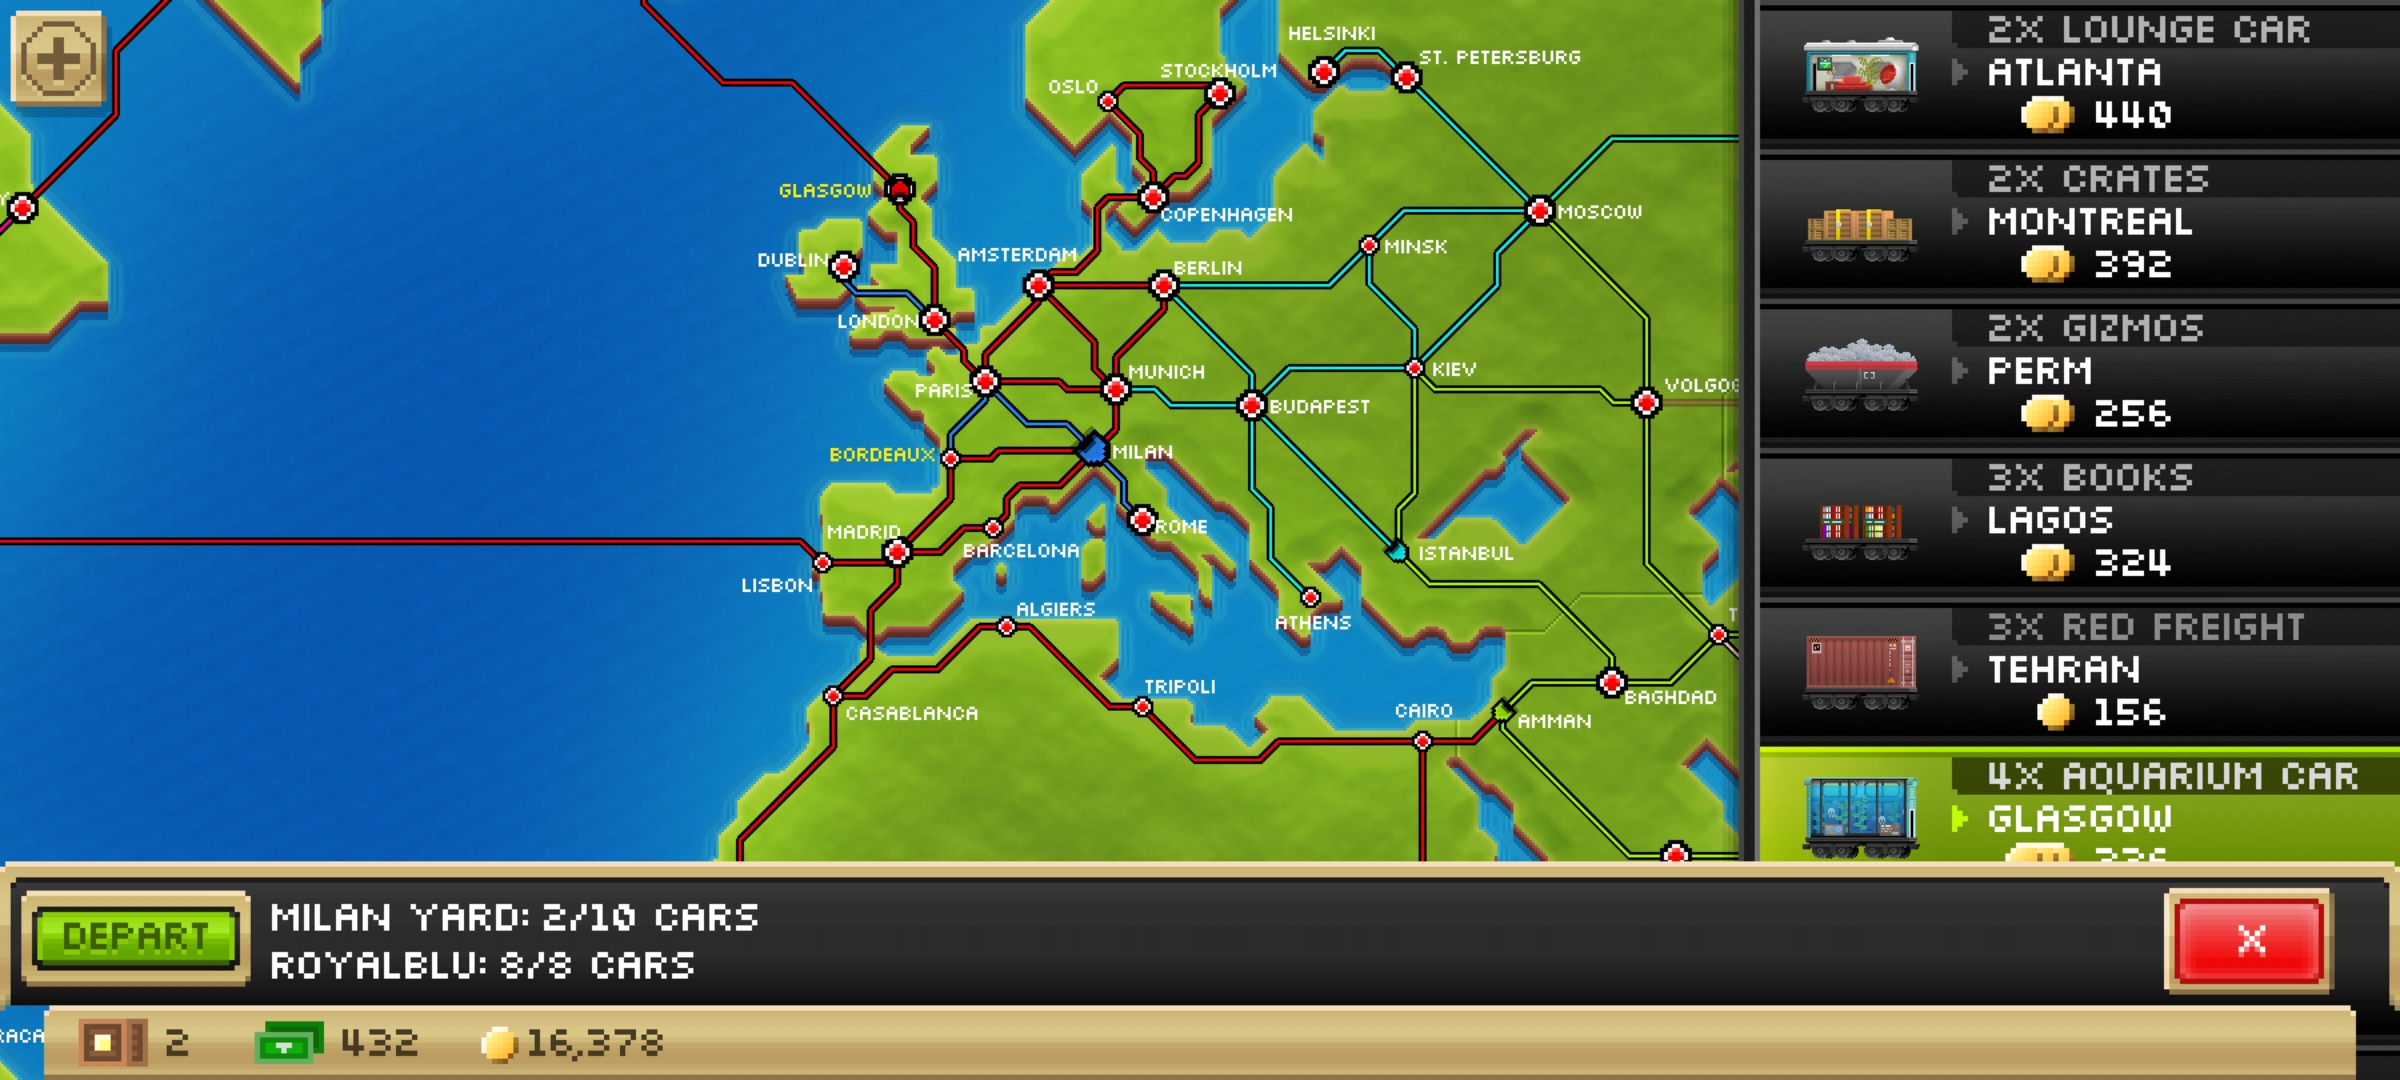 HELSINKI
ST. PETERSBURG
STOCKHOLM
OSLO
GLASGOW
COPENHAGEN
MOSCOW
MINSK
DUBLIN
AMSTERDAM
BERLIN
LONDON
PARIS
MUNICH
KIEV
BUDAPEST
BORDEAUX
MILAN
MADRID
ROME
BARCELONA
ISTANBUL
LISBON
ALGIERS
ATHENS
TRIPOLI
CASABLANCA
CAIRO
AMMAN
BAGHDAD
2X LOUNGE CAR
ATLANTA
440
2X CRATES
MONTREAL
392
2X GIZMOS
PERM
256
3X BOOKS
LAGOS
324
3X RED FREIGHT
TEHRAN
156
4X AQUARIUM CAR
GLASGOW
DEPART
MILAN YARD: 2/10 CARS
ROYALBLU: 8/8 CARS
X
2
432
16,378